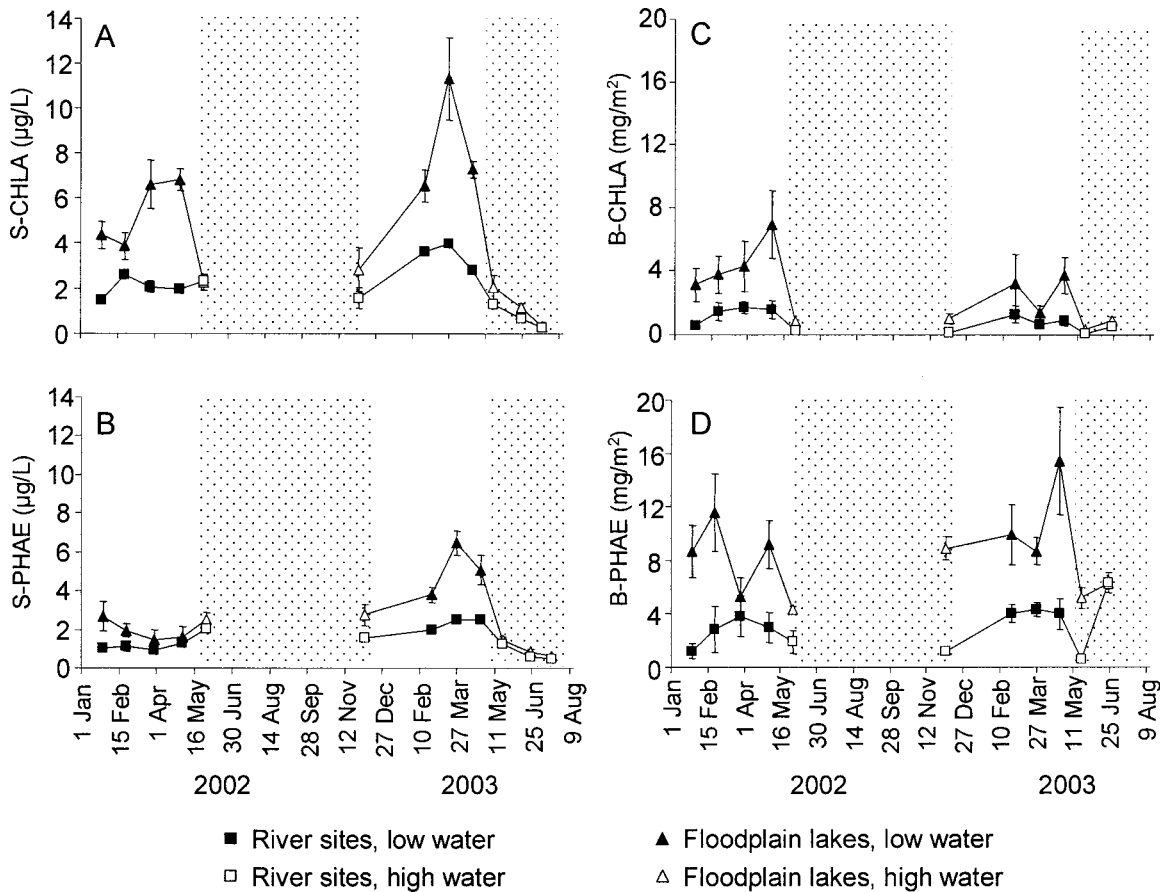 A
S-CHLA (µg/L)
14
12
10
8
6
4
2
0
C
B-CHLA (mg/m²)
20
16
12
8
4
0
B
S-PHAE (µg/L)
14
12
10
8
6
4
2
0
1 Jan
15 Feb
1 Apr
16 May
30 Jun
14 Aug
28 Sep
12 Nov
27 Dec
10 Feb
27 Mar
11 May
25 Jun
9 Aug
2002
2003
D
B-PHAE (mg/m²)
20
16
12
8
4
0
1 Jan
15 Feb
1 Apr
16 May
30 Jun
14 Aug
28 Sep
12 Nov
27 Dec
10 Feb
27 Mar
11 May
25 Jun
9 Aug
2002
2003
River sites, low water
Floodplain lakes, low water
River sites, high water
Floodplain lakes, high water